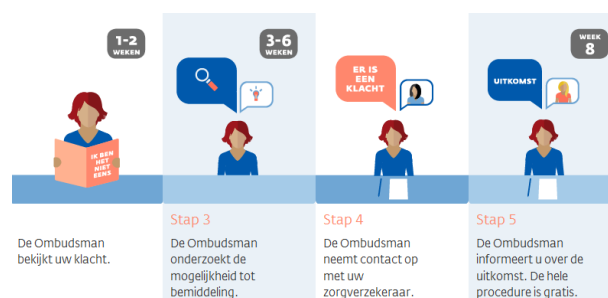 1-2
WEKEN
IK BEN
HET
NIET
EENS
De Ombudsman
bekijkt uw klacht.
3-6
WEKEN
Stap 3
De Ombudsman
onderzoekt de
mogelijkheid tot
bemiddeling.
ER IS
EEN
KLACHT
Stap 4
De Ombudsman
neemt contact op
met uw
zorgverzekeraar.
WEEK
8
UITKOMST
Stap 5
De Ombudsman
informeert u over de
uitkomst. De hele
procedure is gratis.